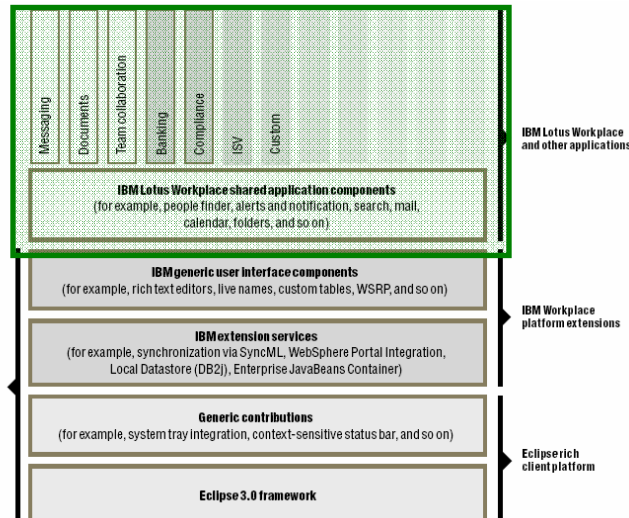 Messaging
Documents
Team collaboration
Banking
Compliance
ISV
Custom
IBM Lotus Workplace
and other applications
IBM Lotus Workplace shared application components
(for example, people finder, alerts and notification, search, mail,
calendar, folders, and so on)
IBM generic user interface components
(for example, rich text editors, live names, custom tables, WSRP, and so on)
IBM Workplace
platform extensions
IBM extension services
(for example, synchronization via SyncML, WebSphere Portal Integration,
Local Datastore (DB2j), Enterprise JavaBeans Container)
Generic contributions
(for example, system tray integration, context-sensitive status bar, and so on)
Eclipse rich
client platform
Eclipse 3.0 framework